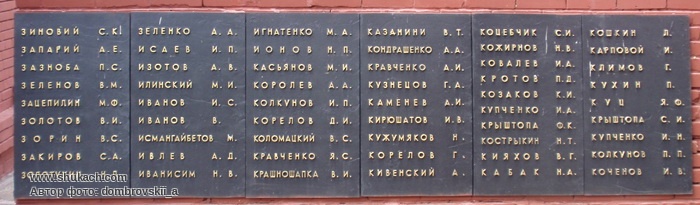 ЗИНОВИЙ С.К.
ЗАПАРИЙ А.Е.
ЗАЗНОБА П.С.
ЗЕЛЕНОВ В.М.
ЗАЦЕПИЛИН М.Ф.
ЗОЛОТОВ В.И.
ЗОРИН В.С.
ЗАКИРОВ С.А.
ЗЕЛЕНКО А.А.
ИСАЕВ И.П.
ИЗОТОВ А.В.
ИЛИНСКИЙ М.И.
ИВАНОВ И.С.
ИВАНОВ В.
ИСМАНГАЙБЕТОВ М.
ИВЛЕВ А.Д.
ИВАНИСИМ Н.В.
ИГНАТЕНКО М.А.
ИОНОВ Н.П.
КАСЬЯНОВ М.И.
КОРОЛЕВ А.А.
КОЛКУНОВ И.П.
КОРЕЛОВ Д.И.
КОЛОМАЦКИЙ В.С.
КРАВЧЕНКО Я.С.
КРАШНОШАПКА В.И.
КАЗАНИНИ В.Т.
КОНДРАШЕНКО А.А.
КРАВЧЕНКО А.И.
КУЗНЕЦОВ Г.А.
КАМЕНЕВ А.И.
КИРЮШАТОВ И.В.
КУЖУМЯКОВ Н.
КОРЕЛОВ Г.
КИВЕНСКИЙ А.
КОЦЕБЧИК С.И.
КОЖИРНОВ Н.В.
КОВАЛЕВ И.А.
КРОТОВ П.Д.
КОЗАКОВ К.И.
КУПЧЕНКО И.А.
КРЫШТОПА Ф.К.
КОСТРЫКИН Н.Т.
КИЯХОВ В.Г.
КАБАК Н.А.
КОШКИН Л.
КАРЛОВОЙ И.
КЛИМОВ Г.
КУХИН П.
КУЦ Я.Ф.
КРЫШТОПА С.И.
КУПЧЕНКО И.Н.
КОЛКУНОВ П.П.
КОЧЕНОВ И.В.
www.shukach.com
Автор фото: dombrovskii_a